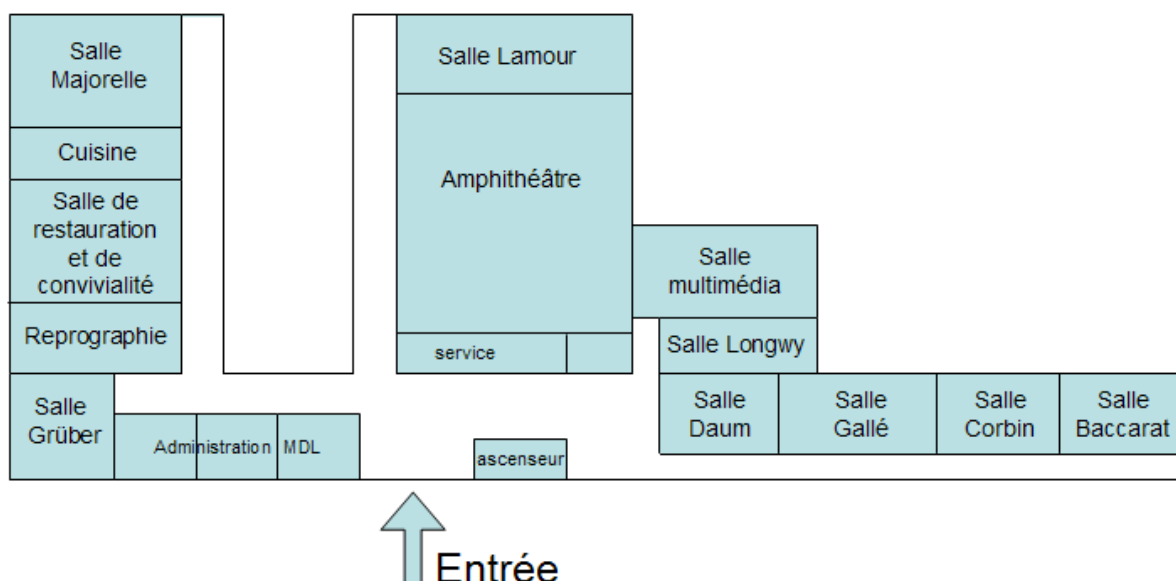 Salle
Majorelle
Cuisine
Salle de
restauration
et de
convivialité
Reprographie
Salle
Grüber
Administration
MDL
Salle Lamour
Amphithéâtre
service
ascenseur
Salle
multimédia
Salle Longwy
Salle
Daum
Salle
Gallé
Salle
Corbin
Salle
Baccarat
Entrée